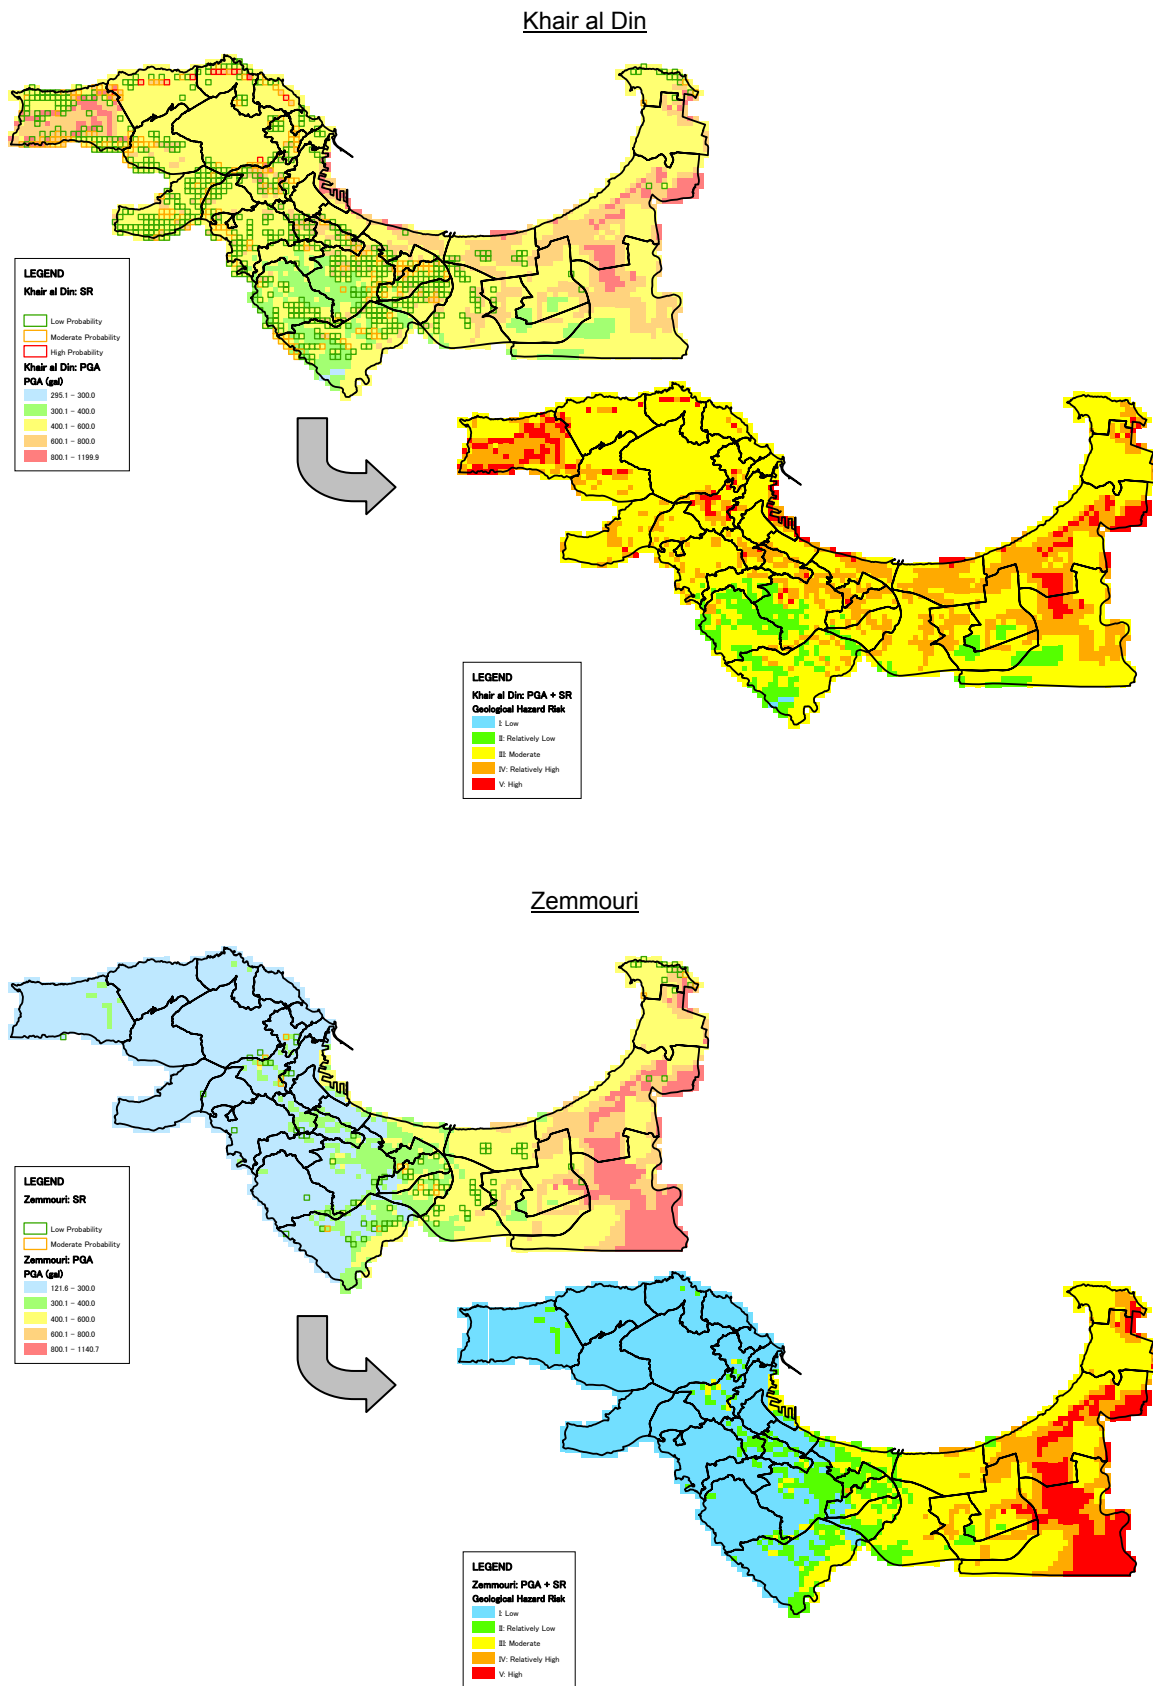 Khair al Din
LEGEND
Khair al Din: SR
Low Probability
Moderate Probability
High Probability
Khair al Din: PGA
PGA (gal)
295.1 - 300.0
300.1 - 400.0
400.1 - 600.0
600.1 - 800.0
800.1 - 1199.9
LEGEND
Khair al Din: PGA + SR
Geological Hazard Risk
I: Low
II: Relatively Low
III: Moderate
IV: Relatively High
V: High
Zemmouri
LEGEND
Zemmouri: SR
Low Probability
Moderate Probability
Zemmouri: PGA
PGA (gal)
121.6 - 300.0
300.1 - 400.0
400.1 - 600.0
600.1 - 800.0
800.1 - 1140.7
LEGEND
Zemmouri: PGA + SR
Geological Hazard Risk
I: Low
II: Relatively Low
III: Moderate
IV: Relatively High
V: High